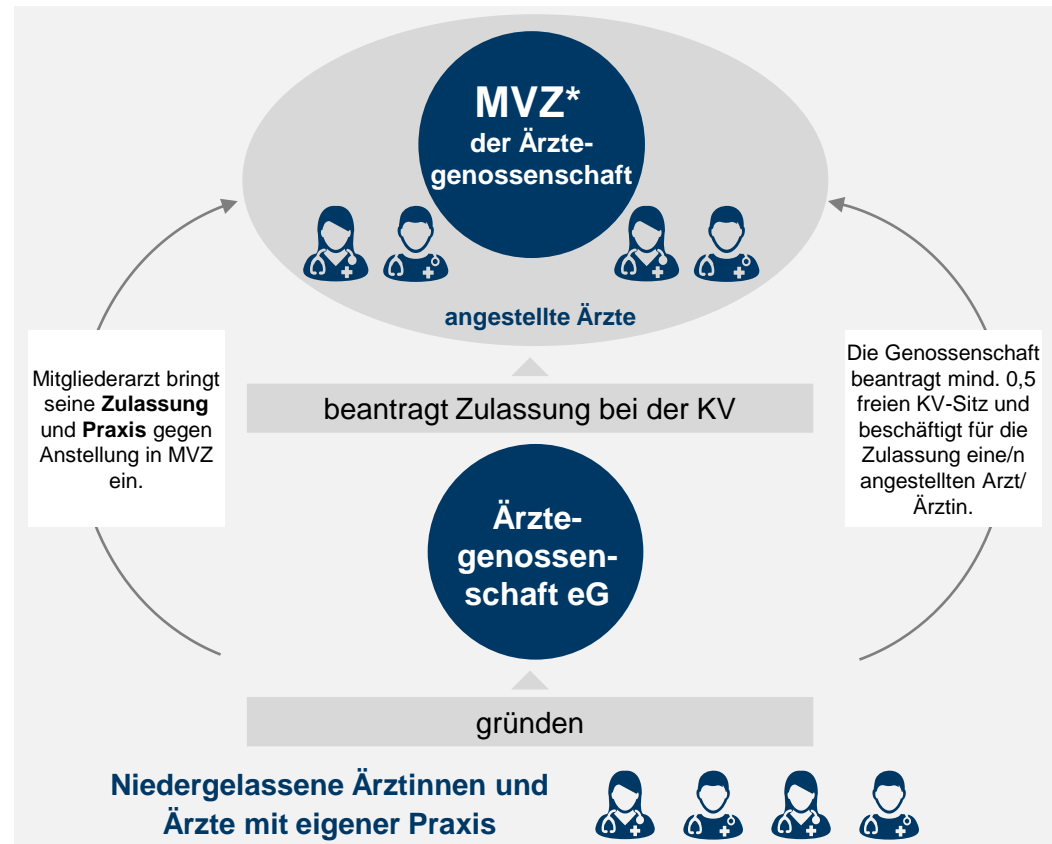 MVZ*
der Ärzte-
genossenschaft
angestellte Ärzte
Mitgliederarzt bringt
seine Zulassung
und Praxis gegen
Anstellung in MVZ
ein.
Die Genossenschaft
beantragt mind. 0,5
freien KV-Sitz und
beschäftigt für die
Zulassung eine/n
angestellten Arzt/
Ärztin.
beantragt Zulassung bei der KV
Ärzte-
genossen-
schaft eG
gründen
Niedergelassene Ärztinnen und
Ärzte mit eigener Praxis